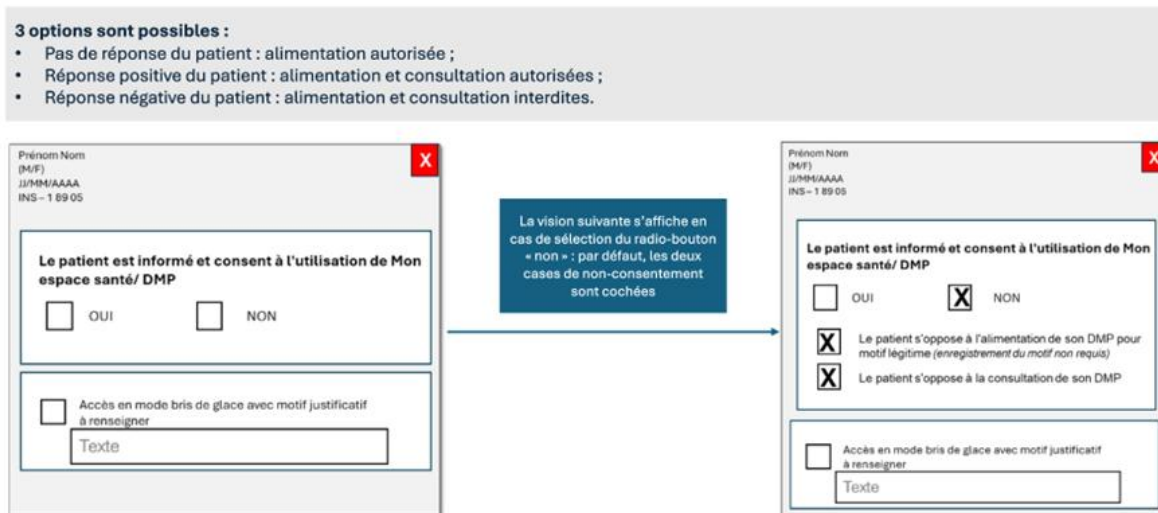 3 options sont possibles :
• Pas de réponse du patient : alimentation autorisée ;
• Réponse positive du patient : alimentation et consultation autorisées ;
• Réponse négative du patient : alimentation et consultation interdites.
Prénom Nom
(M/F)
JJ/MM/AAAA
INS – 1 89 05
X
Le patient est informé et consent à l'utilisation de Mon
espace santé/ DMP
OUI NON
Accès en mode bris de glace avec motif justificatif
à renseigner
Texte
La vision suivante s'affiche en
cas de sélection du radio-bouton
« non » : par défaut, les deux
cases de non-consentement
sont cochées
Prénom Nom
(M/F)
JJ/MM/AAAA
INS – 1 89 05
X
Le patient est informé et consent à l'utilisation de Mon
espace santé/ DMP
OUI X NON
X Le patient s'oppose à l'alimentation de son DMP pour
motif légitime (enregistrement du motif non requis)
X Le patient s'oppose à la consultation de son DMP
Accès en mode bris de glace avec motif justificatif
à renseigner
Texte